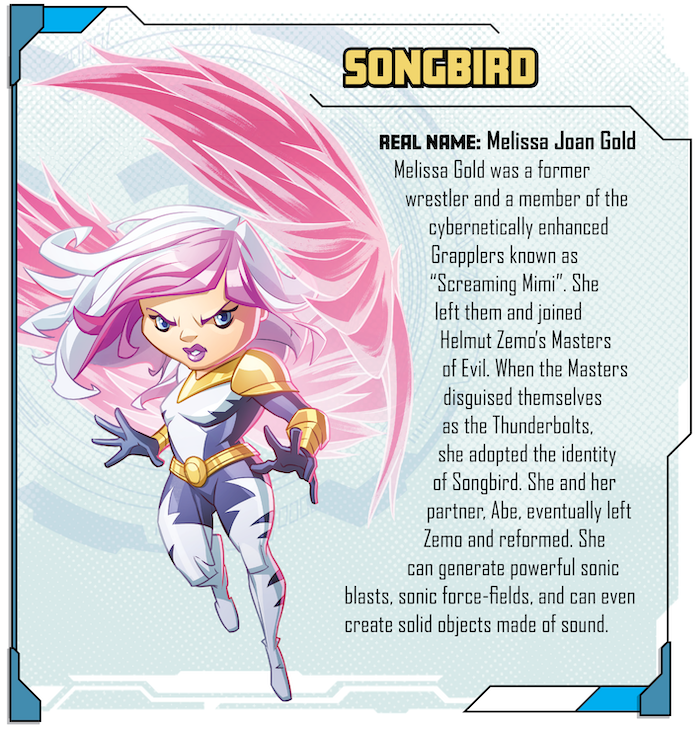 SONGBIRD
REAL NAME: Melissa Joan Gold
Melissa Gold was a former
wrestler and a member of the
cybernetically enhanced
Grapplers known as
“Screaming Mimi”. She
left them and joined
Helmut Zemo’s Masters
of Evil. When the Masters
disguised themselves
as the Thunderbolts,
she adopted the identity
of Songbird. She and her
partner, Abe, eventually left
Zemo and reformed. She
can generate powerful sonic
blasts, sonic force-fields, and can even
create solid objects made of sound.